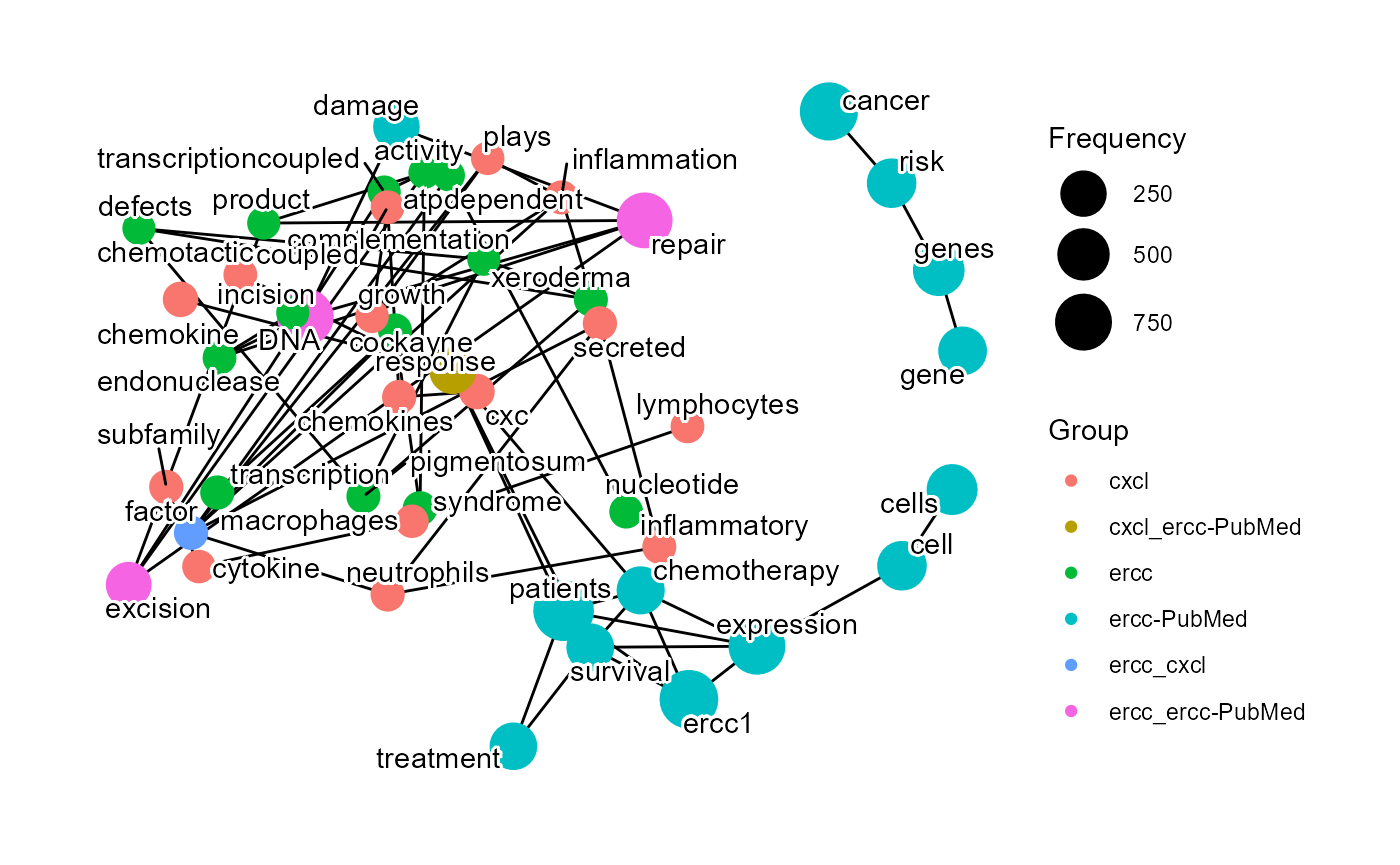 damage
cancer
plays
activity
transcriptioncoupled
inflammation
risk
product
atpdependent
defects
complementation
repair
genes
chemotactic
coupled
xeroderma
incision
growth
chemokine
DNA
cockayne
secreted
response
endonuclease
gene
lymphocytes
cxc
chemokines
subfamily
pigmentosum
transcription
nucleotide
syndrome
cells
factor
macrophages
inflammatory
cell
cytokine
neutrophils
chemotherapy
patients
excision
expression
survival
ercc1
treatment
Frequency
250
500
750
Group
cxcl
cxcl_ercc-PubMed
ercc
ercc-PubMed
ercc_cxcl
ercc_ercc-PubMed